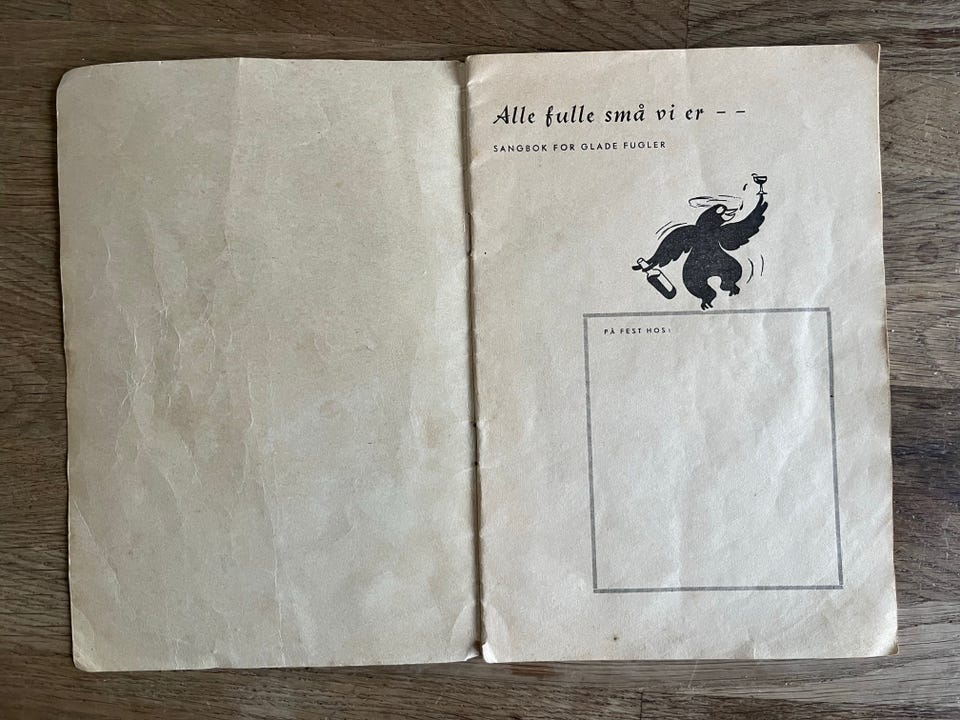 Alle fulle små vi er – –
SANGBOK FOR GLADE FUGLER
PÅ FEST HOS: